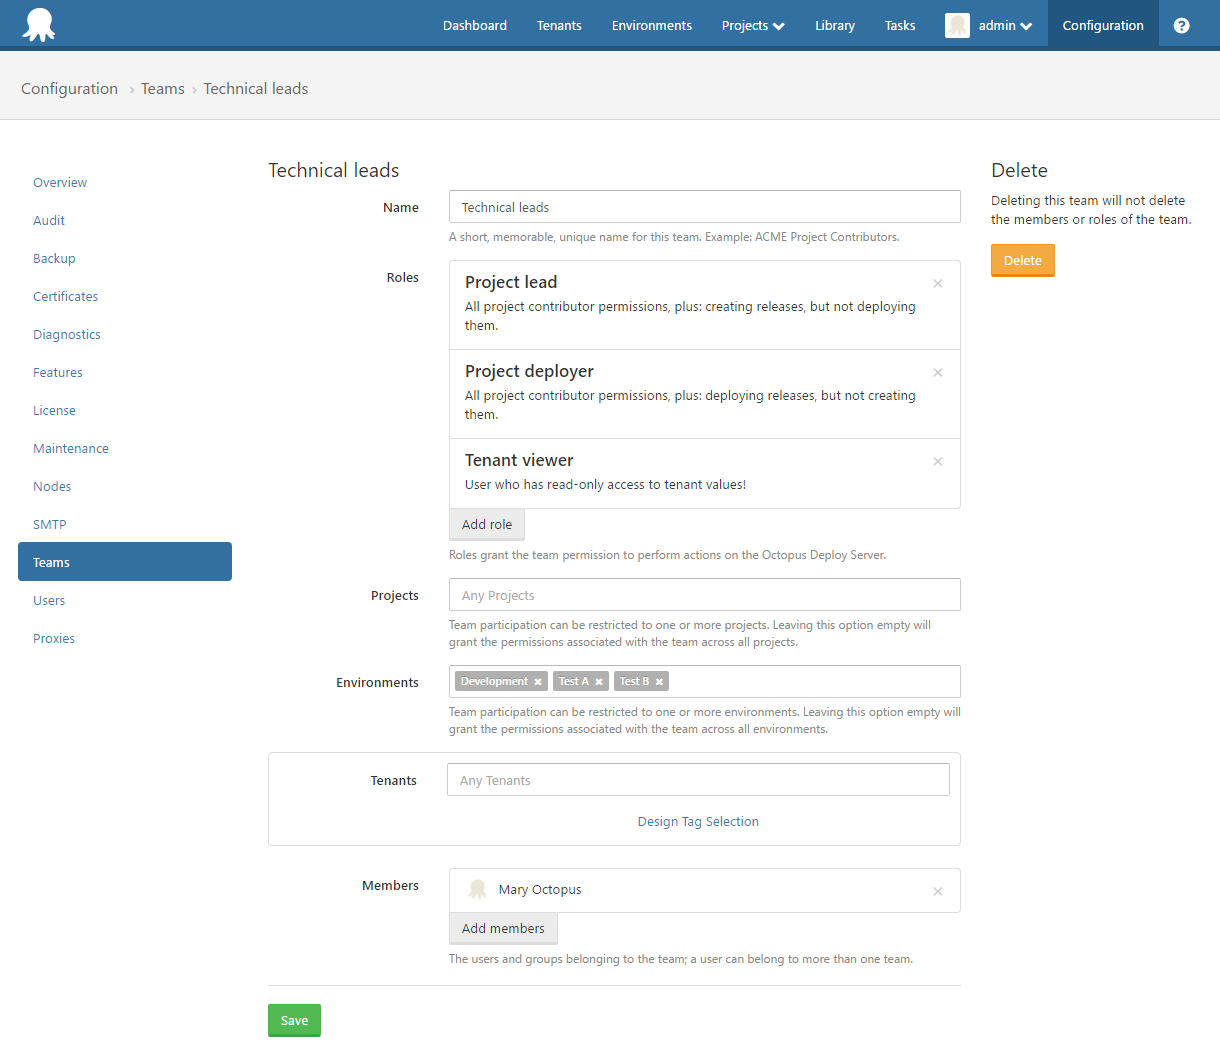 Dashboard Tenants Environments Projects Library Tasks admin Configuration ?
Configuration › Teams › Technical leads
Overview
Audit
Backup
Certificates
Diagnostics
Features
License
Maintenance
Nodes
SMTP
Teams
Users
Proxies
Technical leads
Name Technical leads
A short, memorable, unique name for this team. Example: ACME Project Contributors.
Roles
Project lead ×
All project contributor permissions, plus: creating releases, but not deploying
them.
Project deployer ×
All project contributor permissions, plus: deploying releases, but not creating
them.
Tenant viewer ×
User who has read-only access to tenant values!
Add role
Roles grant the team permission to perform actions on the Octopus Deploy Server.
Projects Any Projects
Team participation can be restricted to one or more projects. Leaving this option empty will
grant the permissions associated with the team across all projects.
Environments Development × Test A × Test B ×
Team participation can be restricted to one or more environments. Leaving this option empty will
grant the permissions associated with the team across all environments.
Tenants Any Tenants
Design Tag Selection
Members Mary Octopus ×
Add members
The users and groups belonging to the team; a user can belong to more than one team.
Save
Delete
Deleting this team will not delete
the members or roles of the team.
Delete